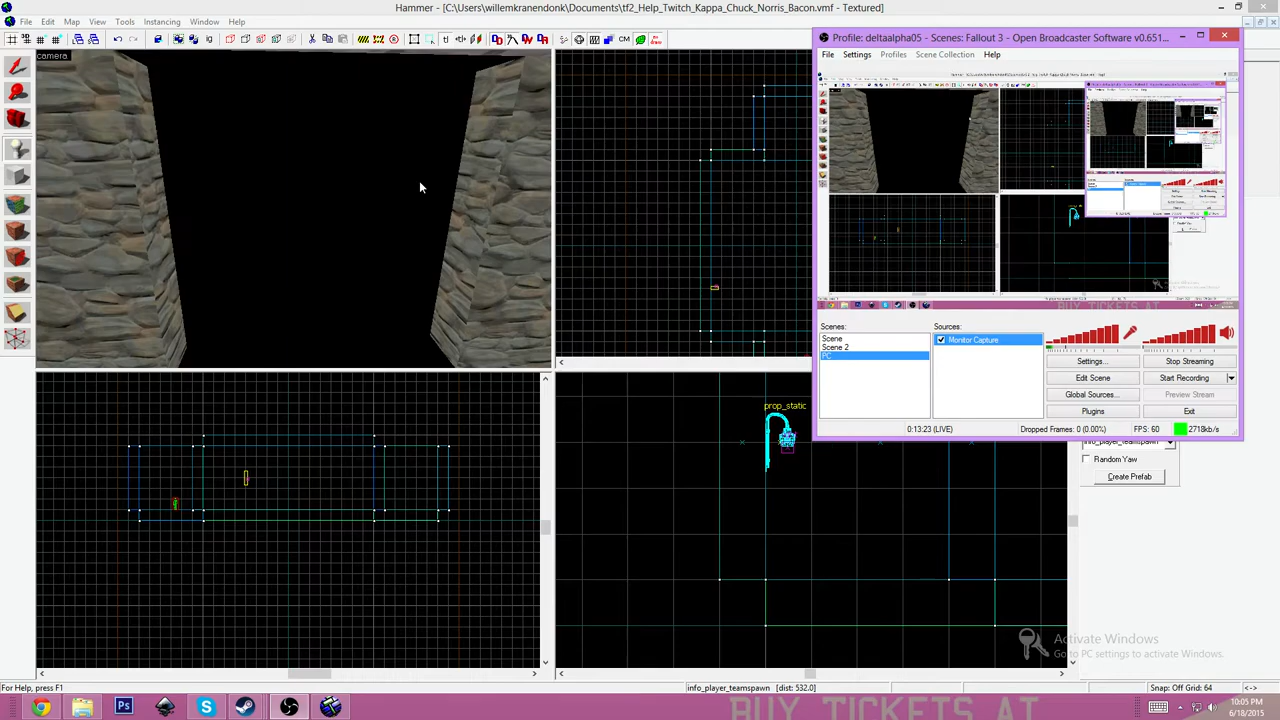 Hammer - [C:\Users\willemkranendonk\Documents\tf2_Help_Twitch_Kappa_Chuck_Norris_Bacon.vmf - Textured]
File Edit Map View Tools Instancing Window Help
camera
Profile: deltaalpha05 - Scenes: Fallout 3 - Open Broadcaster Software v0.651...
File Settings Profiles Scene Collection Help
BUY TICKETS AT
Scenes:
Sources:
Scene
Scene 2
PC
Monitor Capture
Settings...
Stop Streaming
Edit Scene
Start Recording
Global Sources...
Preview Stream
Plugins
Exit
0:13:23 (LIVE)
Dropped Frames: 0 (0.00%)
FPS: 60
2718kb/s
prop_static
info_player_teamspawn
Random Yaw
Create Prefab
Activate Windows
Go to PC settings to activate Windows.
For Help, press F1
info_player_teamspawn [dist: 532.0]
Snap: Off Grid: 64
<->
BUY TICKETS AT
10:05 PM
6/18/2015